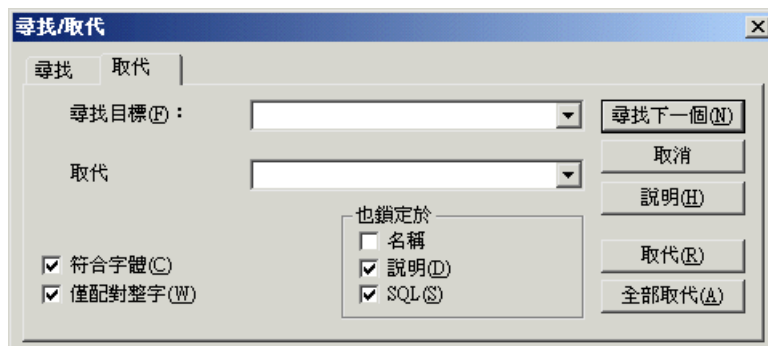 尋找/取代
尋找 取代
尋找目標(F)：
尋找下一個(N)
取消
取代
說明(H)
也鎖定於
名稱
符合字體(C)
說明(D)
取代(R)
僅配對整字(W)
SQL(S)
全部取代(A)